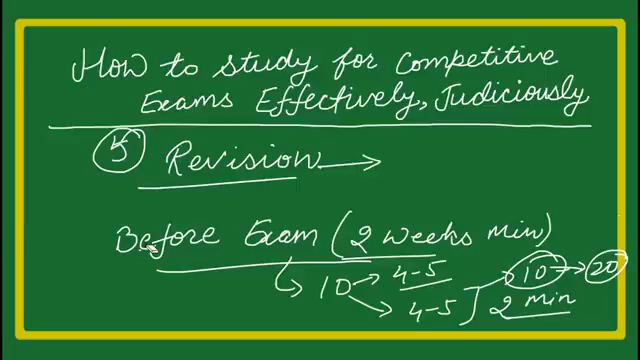 How to study for competitive
Exams Effectively, Judiciously
5 Revision →
Before Exam (2 weeks min)
↳ 10 → 4-5 → 10 → 20
→ 4-5 2 min